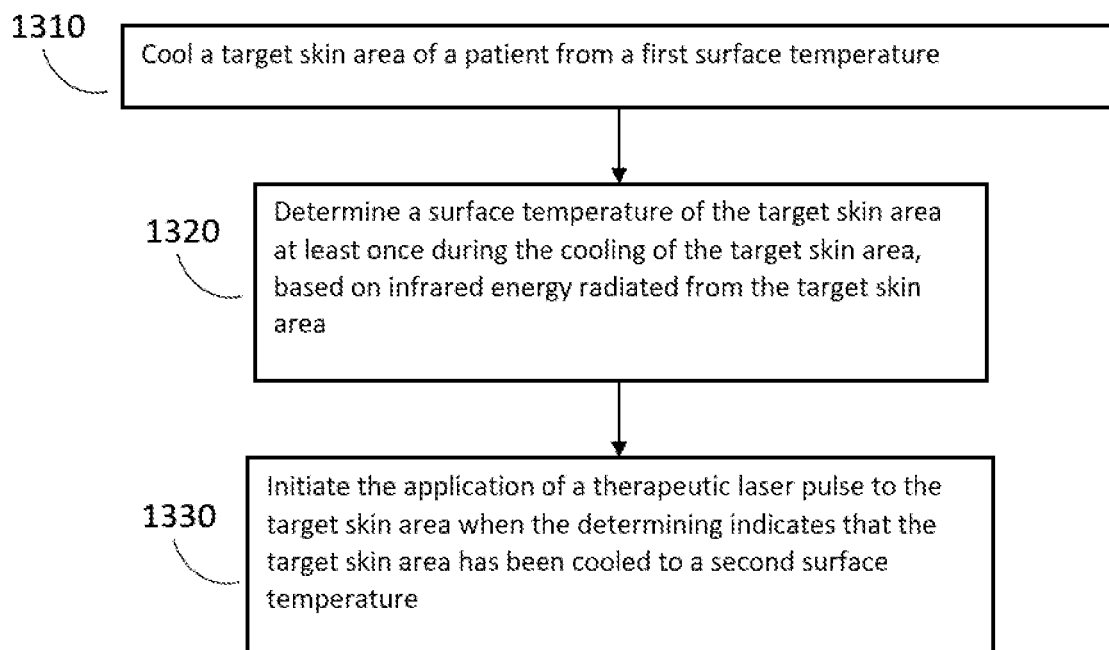 1310
Cool a target skin area of a patient from a first surface temperature
1320
Determine a surface temperature of the target skin area
at least once during the cooling of the target skin area,
based on infrared energy radiated from the target skin
area
1330
Initiate the application of a therapeutic laser pulse to the
target skin area when the determining indicates that the
target skin area has been cooled to a second surface
temperature